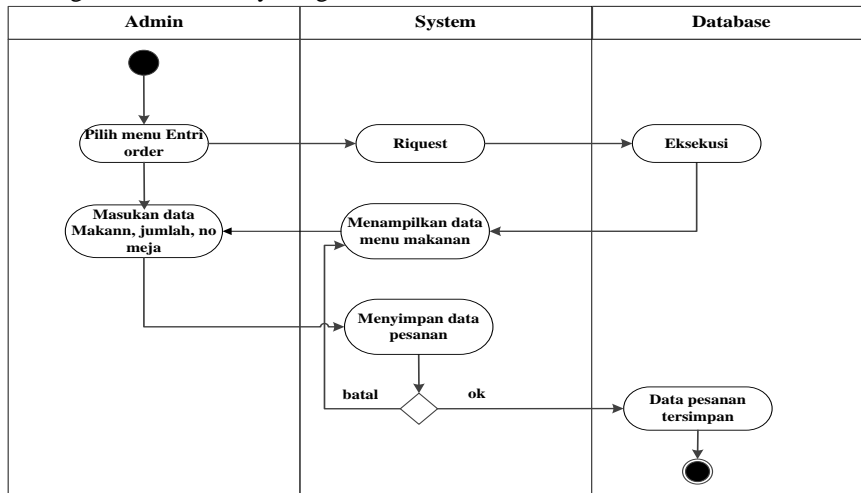 Admin
System
Database
Pilih menu Entri
order
Riquest
Eksekusi
Masukan data
Makann, jumlah, no
meja
Menampilkan data
menu makanan
Menyimpan data
pesanan
batal
ok
Data pesanan
tersimpan